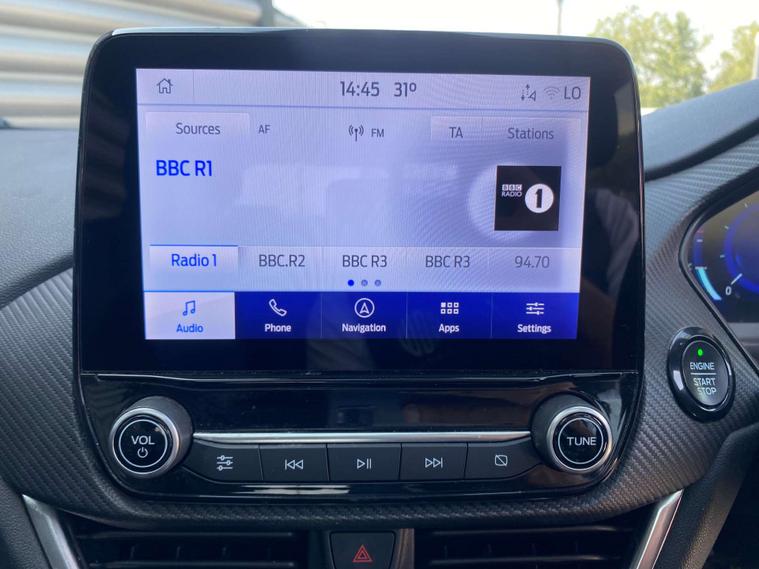 14:45 31° LO
Sources AF FM TA Stations
BBC R1
BBC
RADIO 1
Radio 1 BBC.R2 BBC R3 BBC R3 94.70
Audio Phone Navigation Apps Settings
0
ENGINE
START
STOP
VOL TUNE